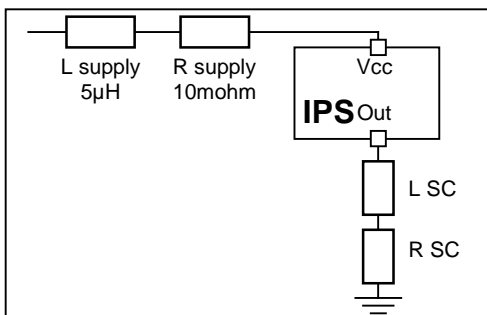 L supply
5µH
R supply
10mohm
Vcc
IPS Out
L SC
R SC